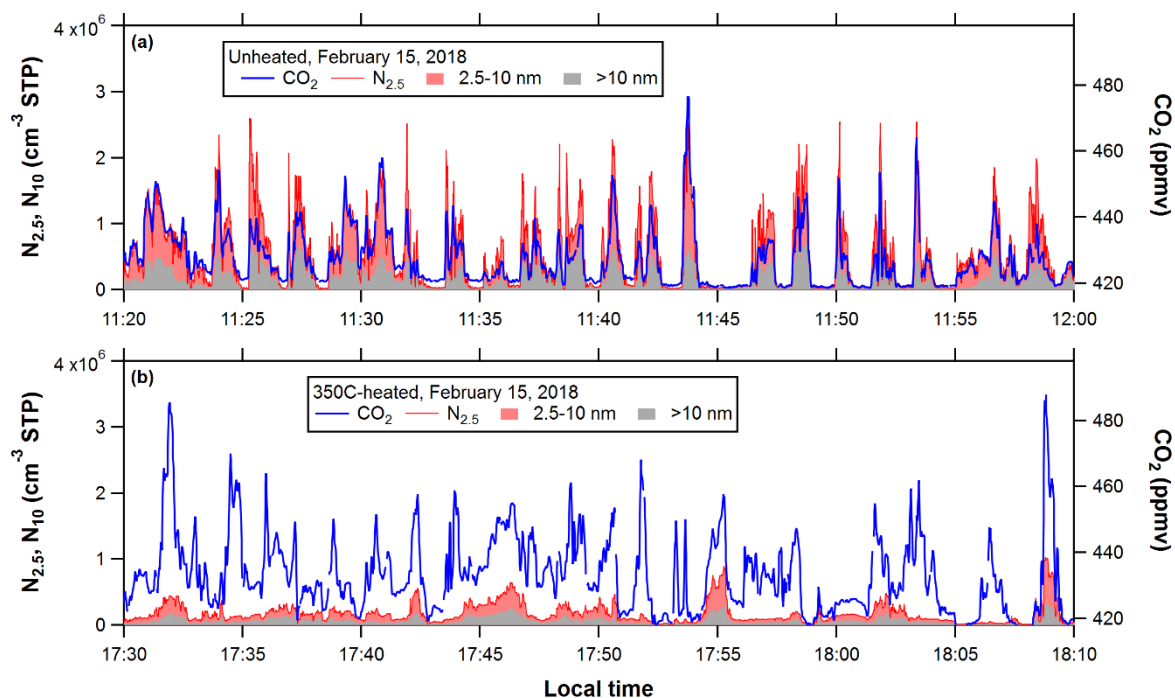 4 x10⁶
(a)
Unheated, February 15, 2018
CO₂ N₂.₅ 2.5-10 nm >10 nm
3
2
1
0
N₂.₅, N₁₀ (cm⁻³ STP)
480
460
440
420
CO₂ (ppmv)
11:20 11:25 11:30 11:35 11:40 11:45 11:50 11:55 12:00
4 x10⁶
(b)
350C-heated, February 15, 2018
CO₂ N₂.₅ 2.5-10 nm >10 nm
3
2
1
0
N₂.₅, N₁₀ (cm⁻³ STP)
480
460
440
420
CO₂ (ppmv)
17:30 17:35 17:40 17:45 17:50 17:55 18:00 18:05 18:10
Local time